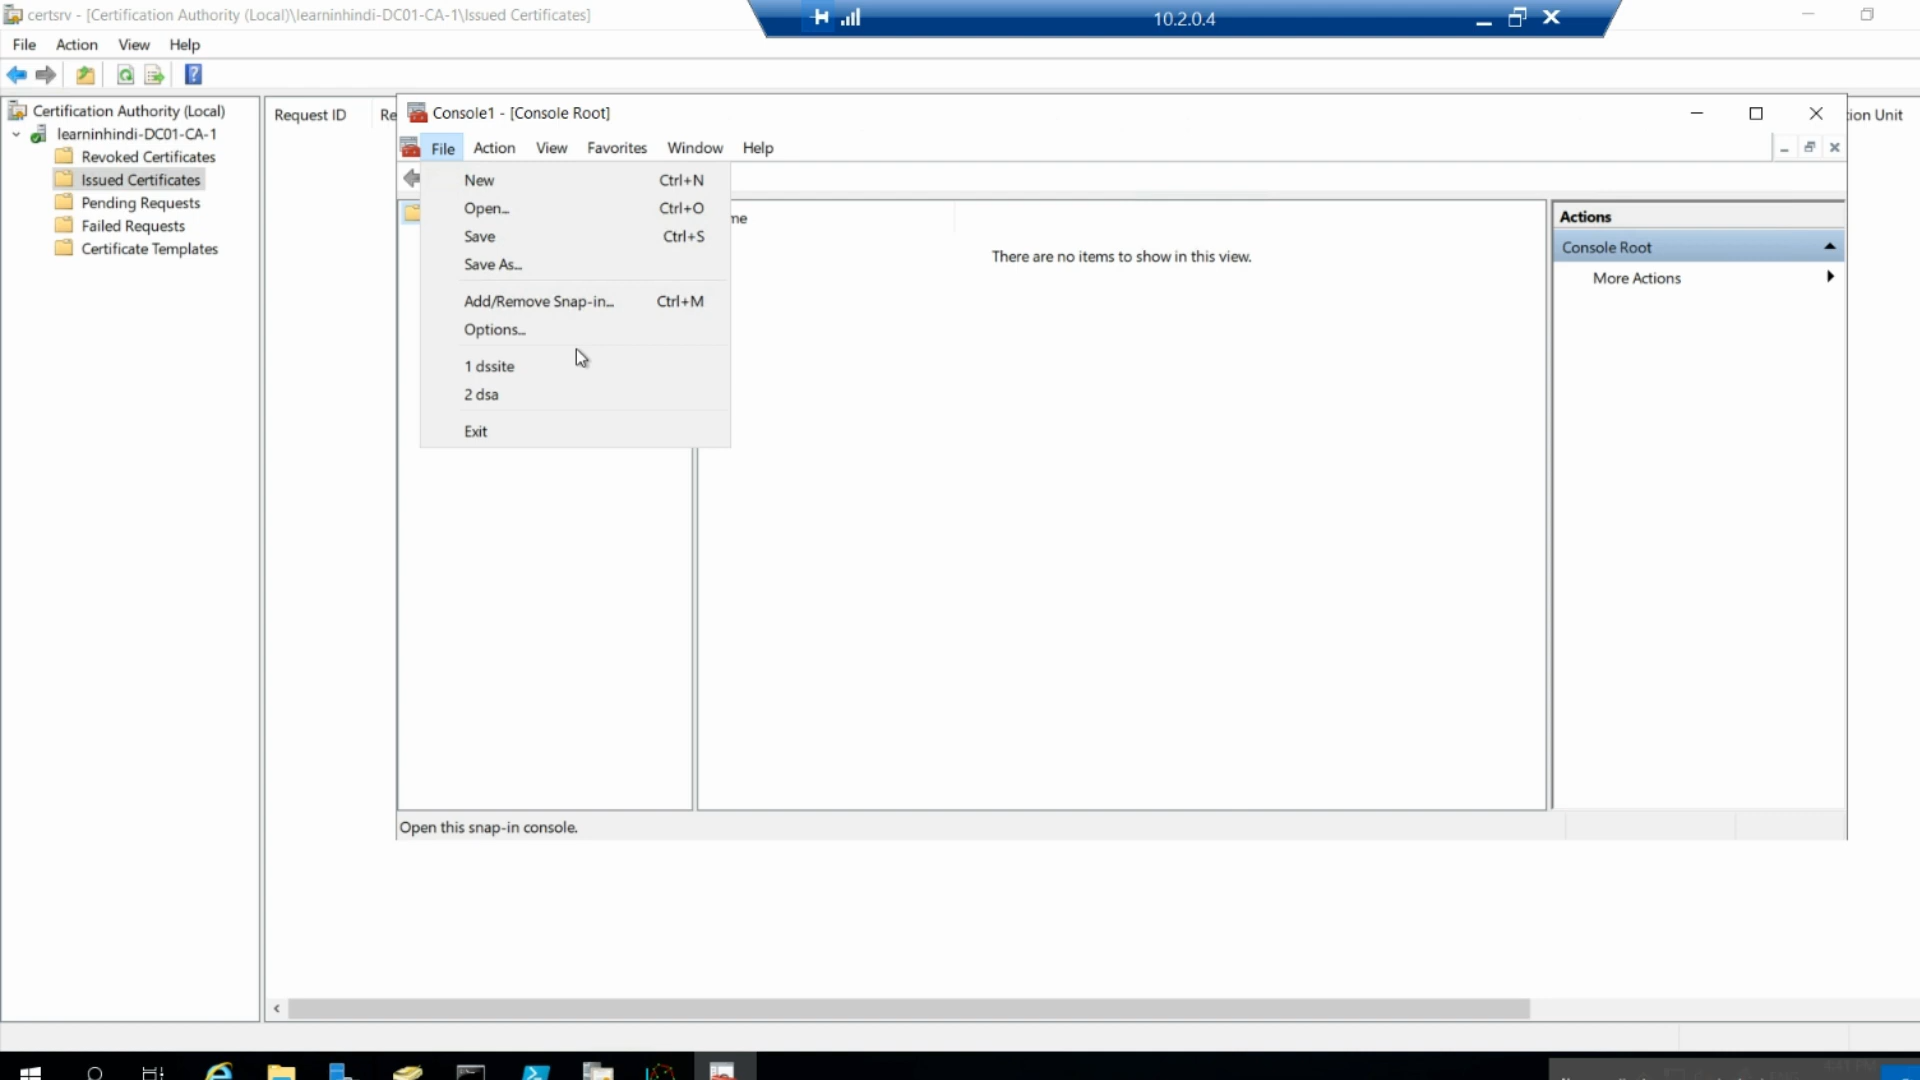 certsrv - [Certification Authority (Local)\learninhindi-DC01-CA-1\Issued Certificates]
10.2.0.4
File Action View Help
Certification Authority (Local)
learninhindi-DC01-CA-1
Revoked Certificates
Issued Certificates
Pending Requests
Failed Requests
Certificate Templates
Request ID
Re
ion Unit
Console1 - [Console Root]
File Action View Favorites Window Help
New Ctrl+N
Open... Ctrl+O
Save Ctrl+S
Save As...
Add/Remove Snap-in... Ctrl+M
Options...
1 dssite
2 dsa
Exit
me
There are no items to show in this view.
Actions
Console Root
More Actions
Open this snap-in console.